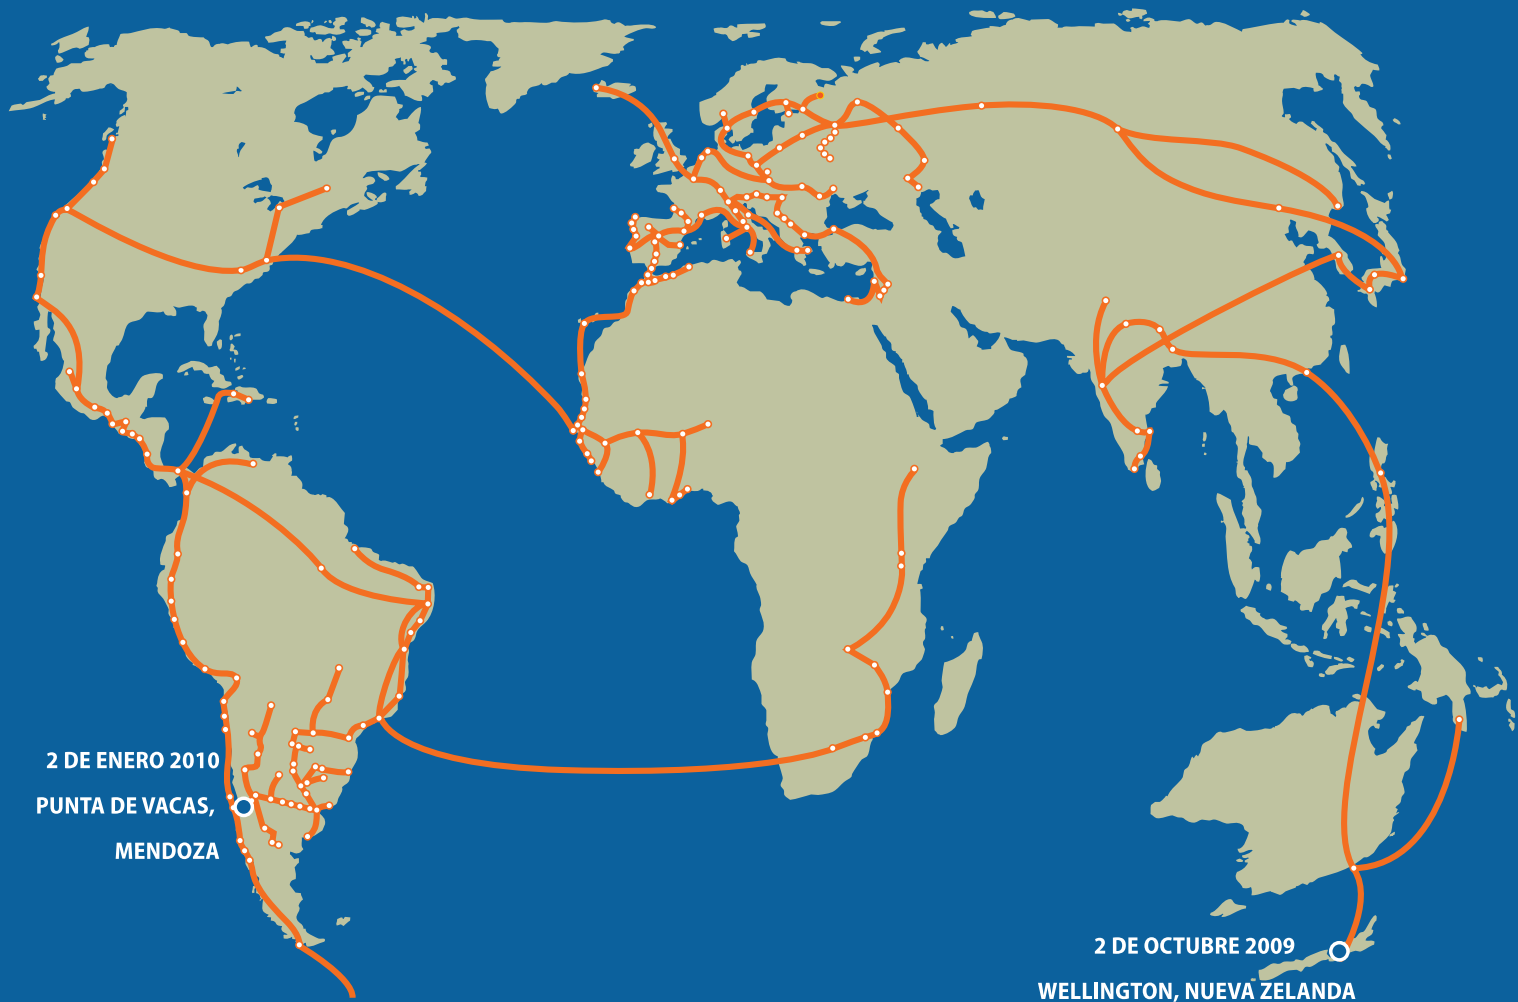 2 DE ENERO 2010
PUNTA DE VACAS,
MENDOZA
2 DE OCTUBRE 2009
WELLINGTON, NUEVA ZELANDA